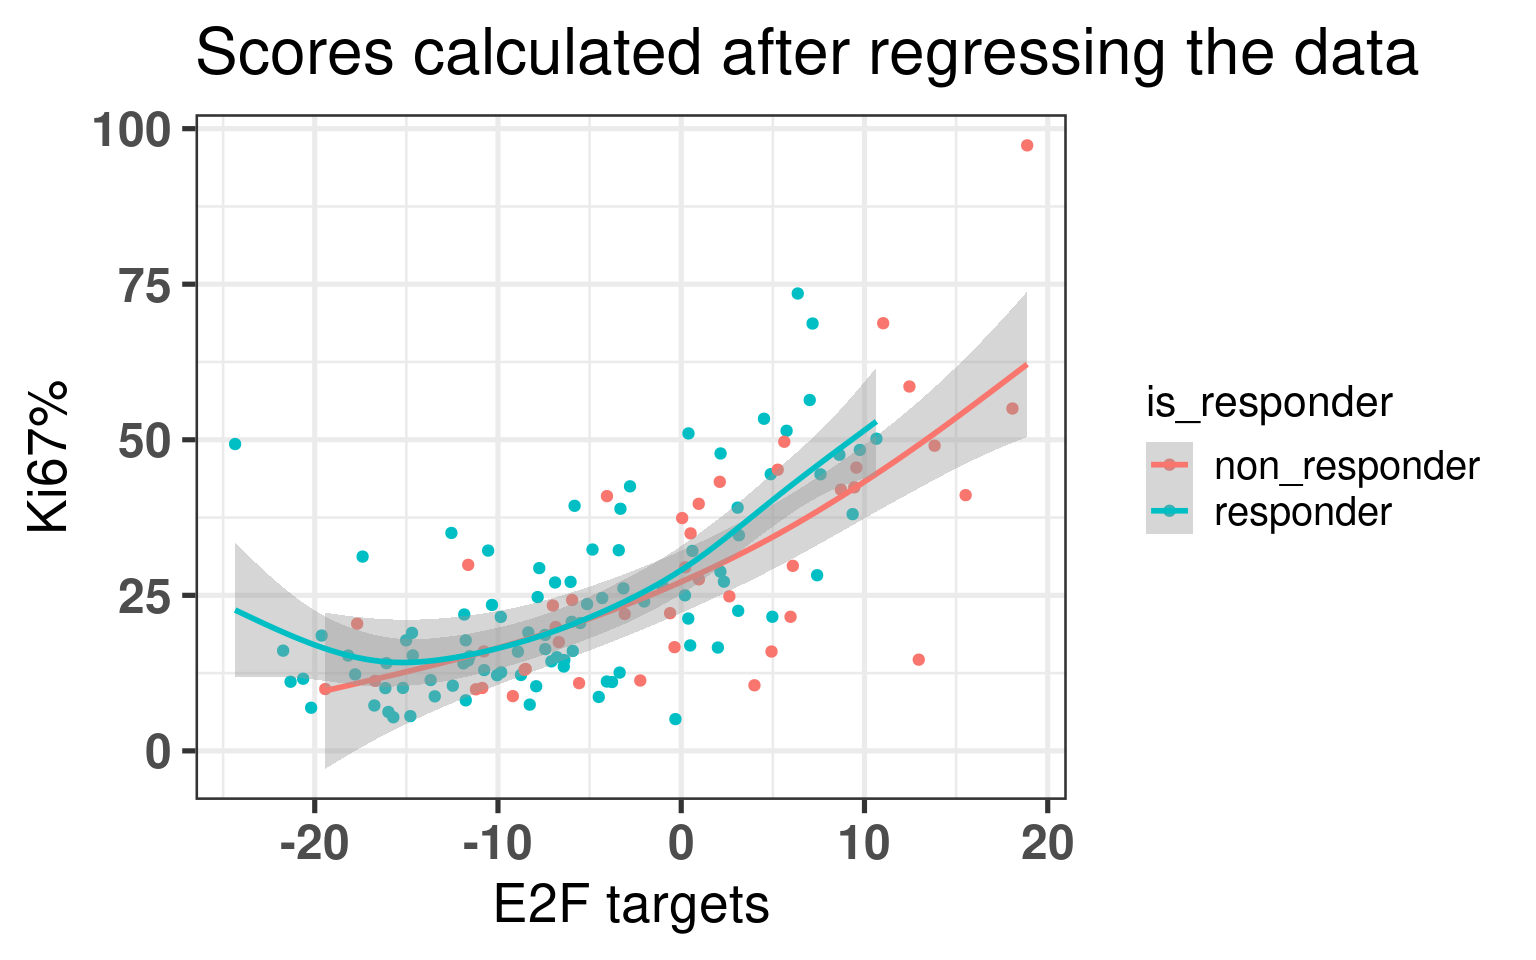 Scores calculated after regressing the data
100
75
50
25
0
Ki67%
-20 -10 0 10 20
E2F targets
is_responder
non_responder
responder